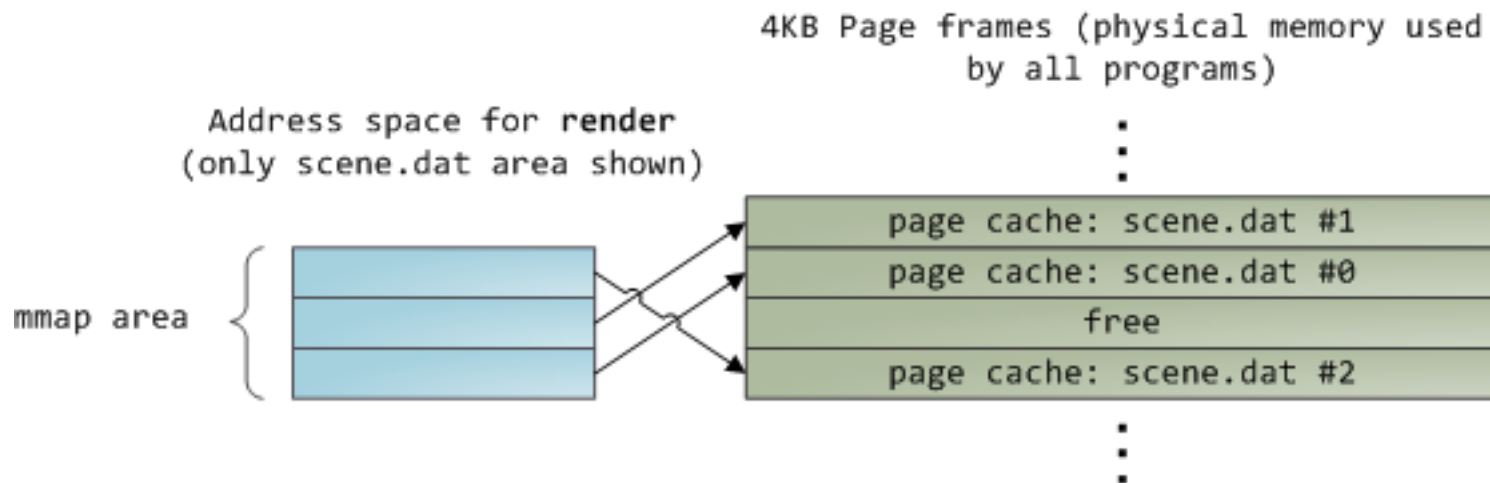 4KB Page frames (physical memory used
by all programs)
Address space for render
(only scene.dat area shown)
mmap area
page cache: scene.dat #1
page cache: scene.dat #0
free
page cache: scene.dat #2